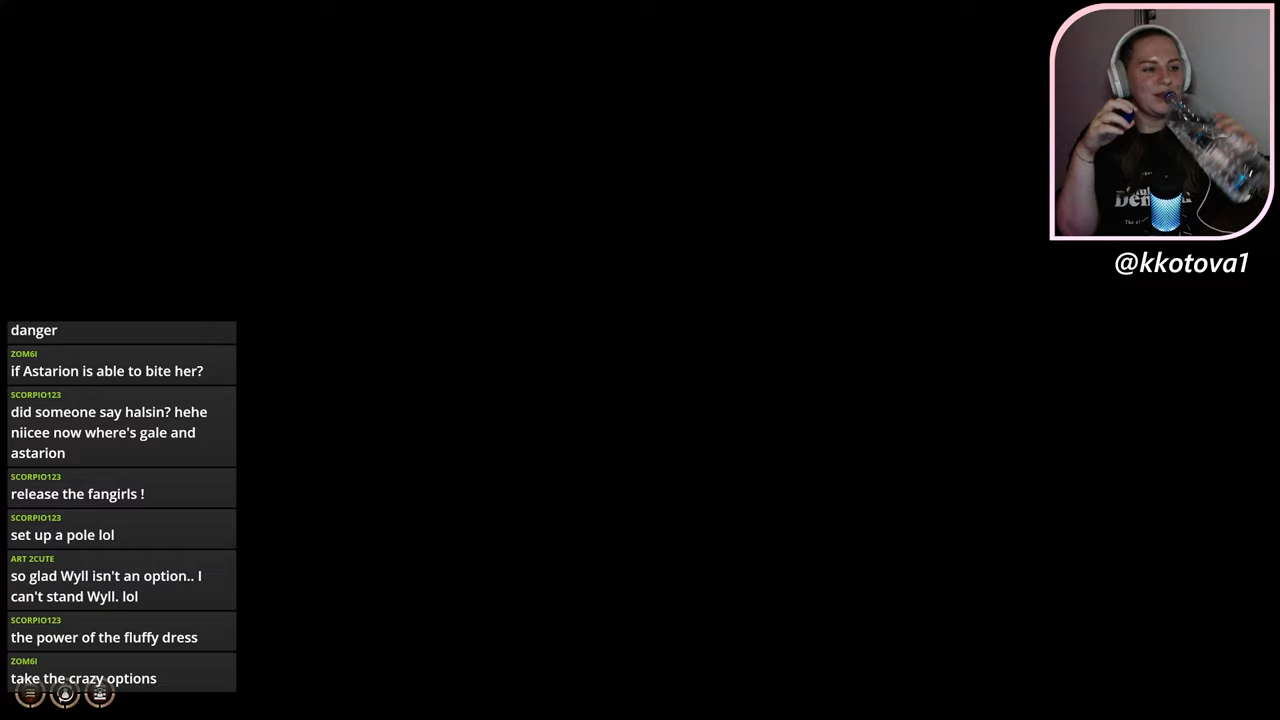 @kkotova1
danger
ZOM6I
if Astarion is able to bite her?
SCORPIO123
did someone say halsin? hehe
niicee now where's gale and
astarion
SCORPIO123
release the fangirls !
SCORPIO123
set up a pole lol
ART 2CUTE
so glad Wyll isn't an option.. I
can't stand Wyll. lol
SCORPIO123
the power of the fluffy dress
ZOM6I
take the crazy options